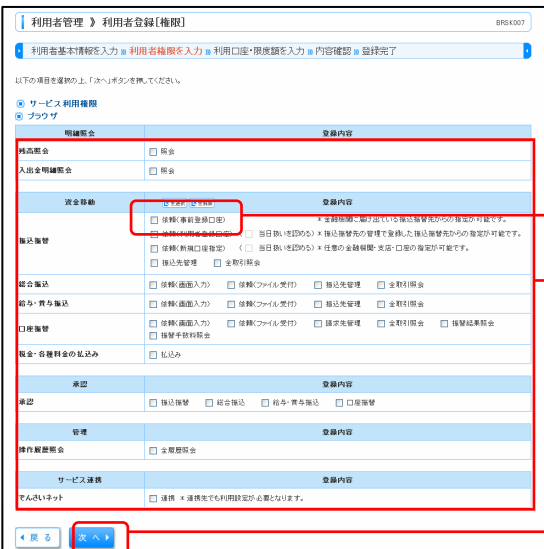 利用者管理 》 利用者登録[権限]
BRSK007
利用者基本情報を入力 》 利用者権限を入力 》 利用口座・限度額を入力 》 内容確認 》 登録完了
以下の項目を選択の上、「次へ」ボタンを押してください。
サービス利用権限
ブラウザ
明細照会 登録内容
残高照会 照会
入出金明細照会 照会
資金移動 全選択 全解除 登録内容
振込振替
依頼(事前登録口座) *金融機関に届け出ている振込振替先からの指定が可能です。
依頼(利用者登録口座) ( 当日扱いを認める) *振込振替先の管理で登録した振込振替先からの指定が可能です。
依頼(新規口座指定) ( 当日扱いを認める) *任意の金融機関・支店・口座の指定が可能です。
振込先管理 全取引照会
総合振込 依頼(画面入力) 依頼(ファイル受付) 振込先管理 全取引照会
給与・賞与振込 依頼(画面入力) 依頼(ファイル受付) 振込先管理 全取引照会
口座振替 依頼(画面入力) 依頼(ファイル受付) 請求先管理 全取引照会 振替結果照会
振替手数料照会
税金・各種料金の払込み 払込み
承認 登録内容
承認 振込振替 総合振込 給与・賞与振込 口座振替
管理 登録内容
操作履歴照会 全履歴照会
サービス連携 登録内容
でんさいネット 連携 *連携先でも利用設定が必要となります。
戻る 次へ